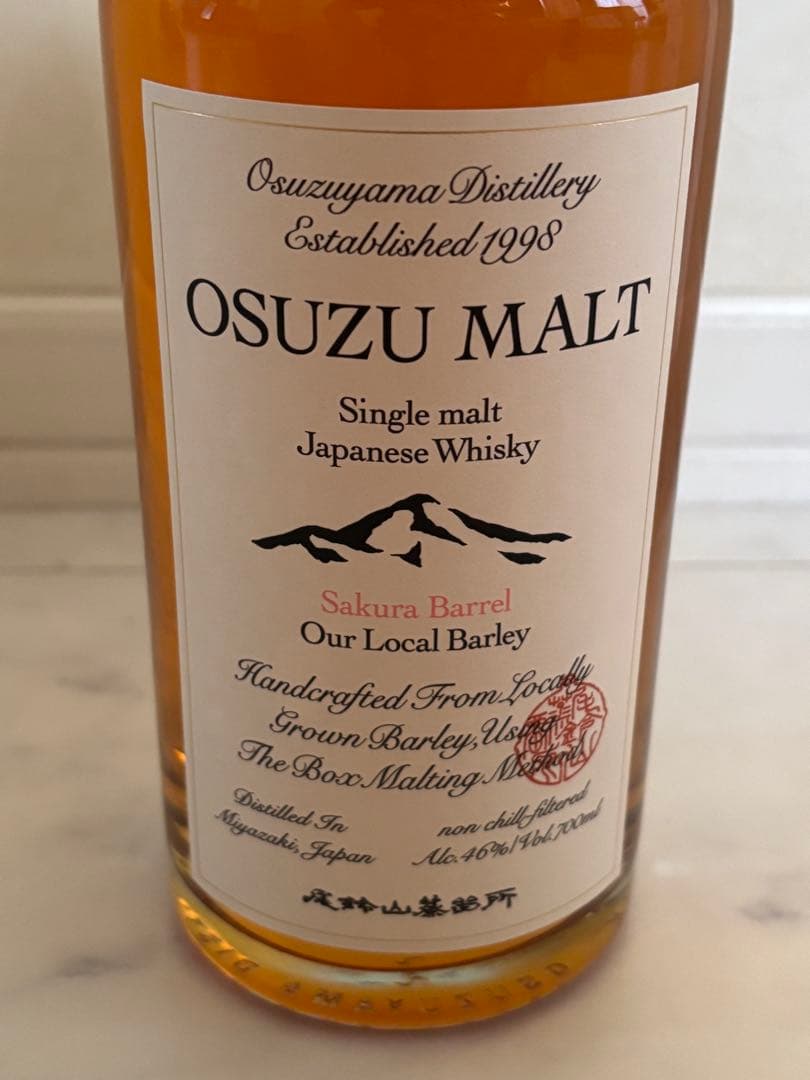 Osuzuyama Distillery
Established 1998
OSUZU MALT
Single malt
Japanese Whisky
Sakura Barrel
Our Local Barley
Handcrafted From Locally
Grown Barley, Using
The Box Malting Method
Distilled In
Miyazaki, Japan
non chill-filtered
Alc.46%/Vol.700ml
尾鈴山蒸留所